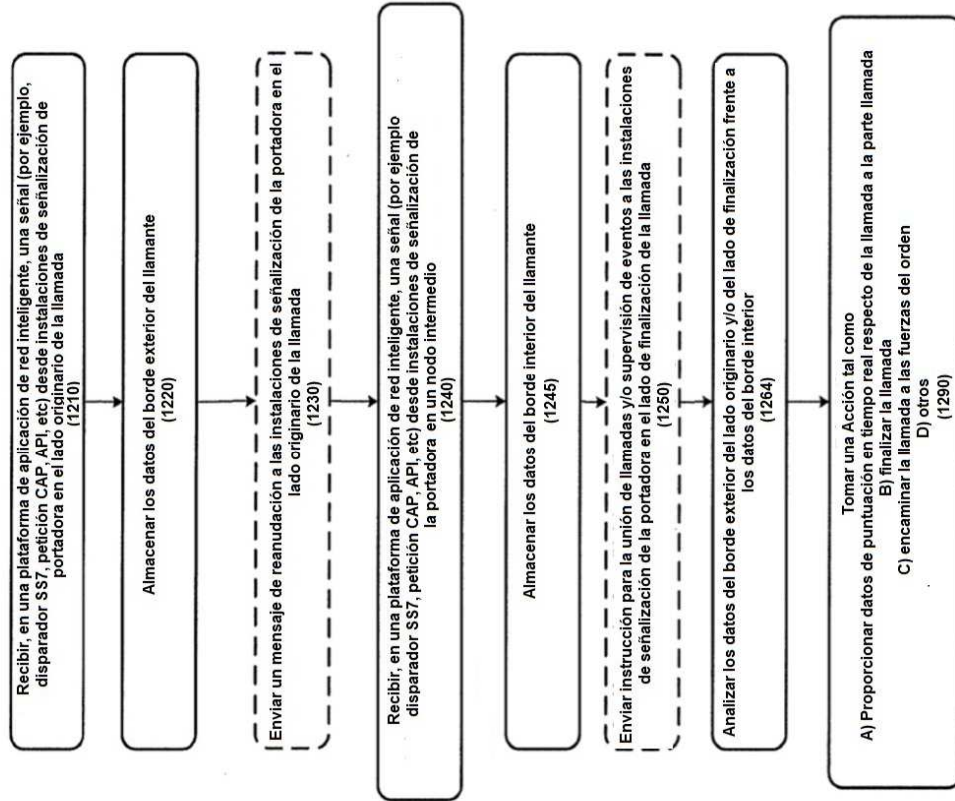 Recibir, en una plataforma de aplicación de red inteligente, una señal (por ejemplo,
disparador SS7, petición CAP, API, etc) desde instalaciones de señalización de
portadora en el lado originario de la llamada
(1210)
Almacenar los datos del borde exterior del llamante
(1220)
Enviar un mensaje de reanudación a las instalaciones de señalización de la portadora en el
lado originario de la llamada
(1230)
Recibir, en una plataforma de aplicación de red inteligente, una señal (por ejemplo
disparador SS7, petición CAP, API, etc) desde instalaciones de señalización de
la portadora en un nodo intermedio
(1240)
Almacenar los datos del borde interior del llamante
(1245)
Enviar instrucción para la unión de llamadas y/o supervisión de eventos a las instalaciones
de señalización de la portadora en el lado de finalización de la llamada
(1250)
Analizar los datos del borde exterior del lado originario y/o del lado de finalización frente a
los datos del borde interior
(1264)
Tomar una Acción tal como
A) Proporcionar datos de puntuación en tiempo real respecto de la llamada a la parte llamada
B) finalizar la llamada
C) encaminar la llamada a las fuerzas del orden
D) otros
(1290)